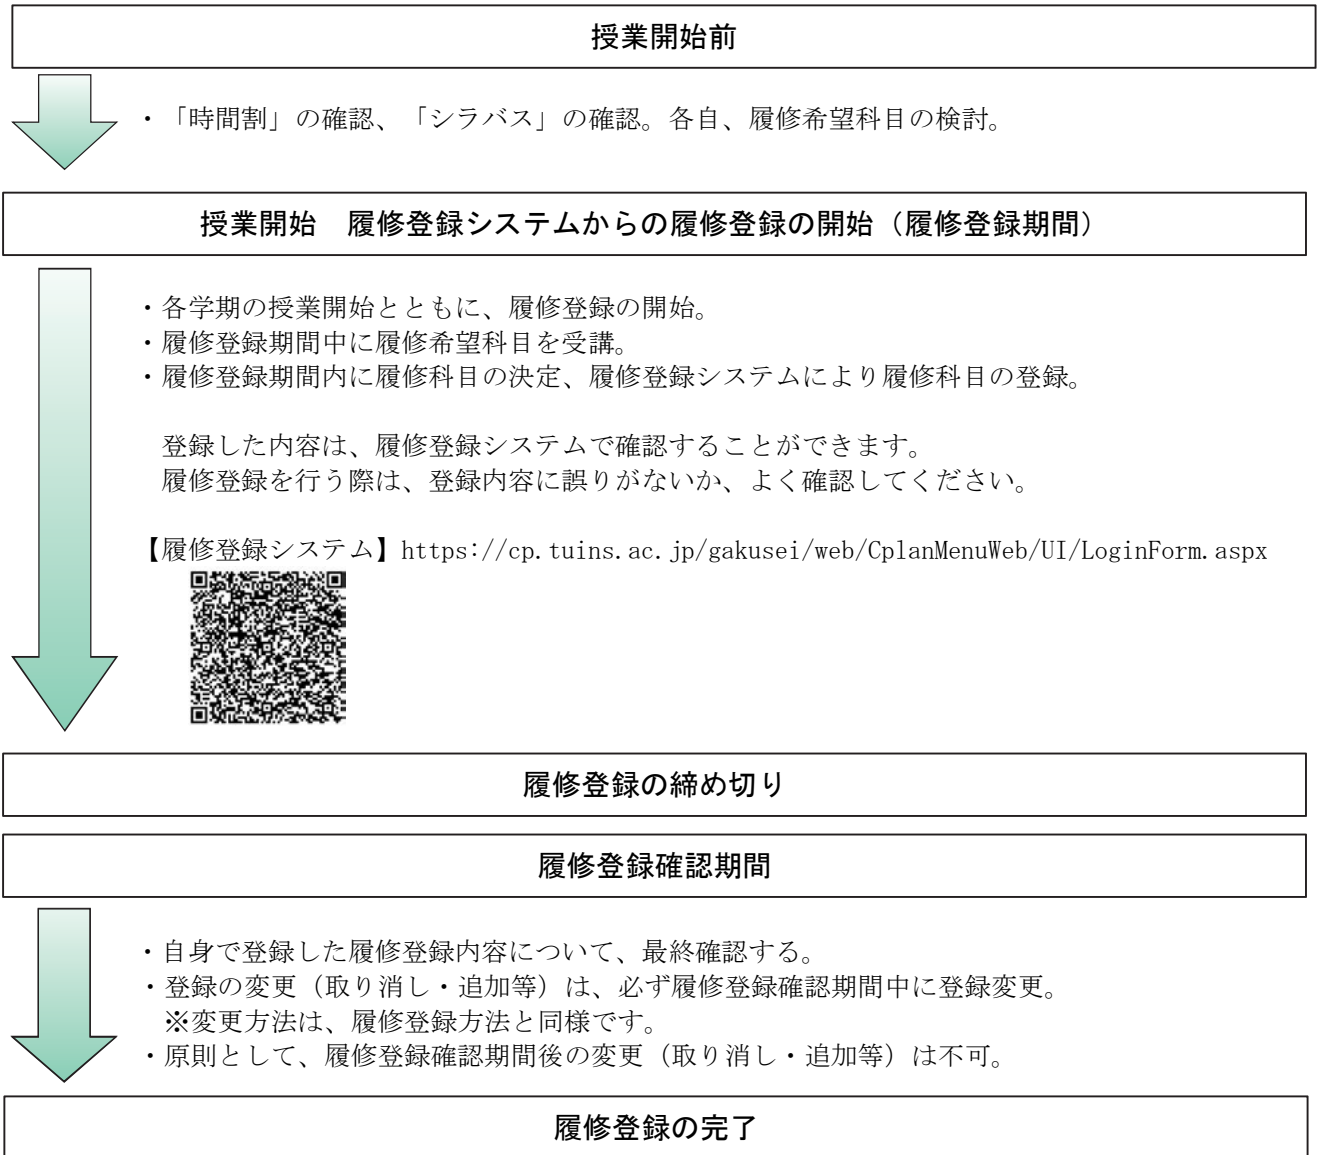 授業開始前
・「時間割」の確認、「シラバス」の確認。各自、履修希望科目の検討。
授業開始　履修登録システムからの履修登録の開始（履修登録期間）
・各学期の授業開始とともに、履修登録の開始。
・履修登録期間中に履修希望科目を受講。
・履修登録期間内に履修科目の決定、履修登録システムにより履修科目の登録。
登録した内容は、履修登録システムで確認することができます。
履修登録を行う際は、登録内容に誤りがないか、よく確認してください。
【履修登録システム】https://cp.tuins.ac.jp/gakusei/web/CplanMenuWeb/UI/LoginForm.aspx
履修登録の締め切り
履修登録確認期間
・自身で登録した履修登録内容について、最終確認する。
・登録の変更（取り消し・追加等）は、必ず履修登録確認期間中に登録変更。
※変更方法は、履修登録方法と同様です。
・原則として、履修登録確認期間後の変更（取り消し・追加等）は不可。
履修登録の完了